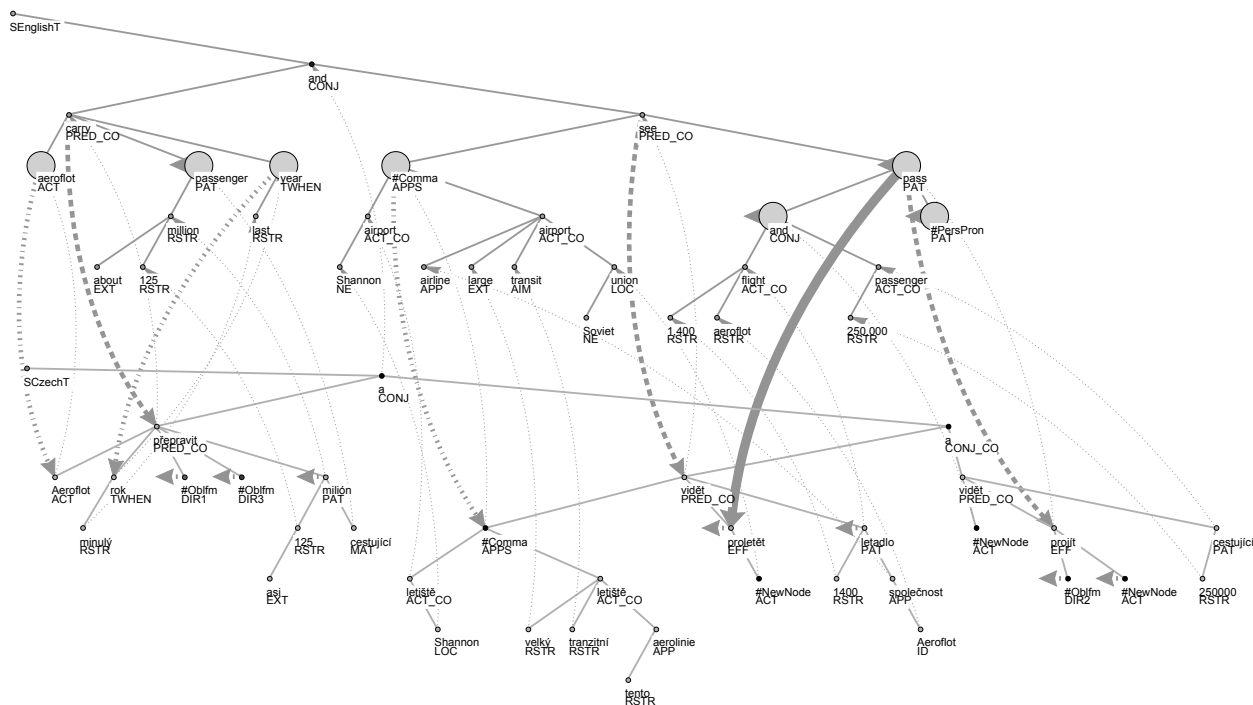 SEnglishT
and
CONJ
carry
PRED_CO
see
PRED_CO
aeroflot
ACT
passenger
PAT
year
TWHEN
#Comma
APPS
pass
PAT
million
RSTR
last
RSTR
airport
ACT_CO
airport
ACT_CO
and
CONJ
#PersPron
PAT
about
EXT
125
RSTR
Shannon
NE
airline
APP
large
EXT
transit
AIM
union
LOC
flight
ACT_CO
passenger
ACT_CO
Soviet
NE
1,400
RSTR
aeroflot
RSTR
250,000
RSTR
SCzechT
a
CONJ
přepravit
PRED_CO
a
CONJ_CO
Aeroflot
ACT
rok
TWHEN
#Oblfm
DIR1
#Oblfm
DIR3
milión
PAT
vidět
PRED_CO
vidět
PRED_CO
minulý
RSTR
125
RSTR
cestující
MAT
#Comma
APPS
proletět
EFF
letadlo
PAT
#NewNode
ACT
projít
EFF
cestující
PAT
asi
EXT
letiště
ACT_CO
letiště
ACT_CO
#NewNode
ACT
1400
RSTR
společnost
APP
#Oblfm
DIR2
#NewNode
ACT
250000
RSTR
Shannon
LOC
velký
RSTR
tranzitní
RSTR
aerolinie
APP
Aeroflot
ID
tento
RSTR